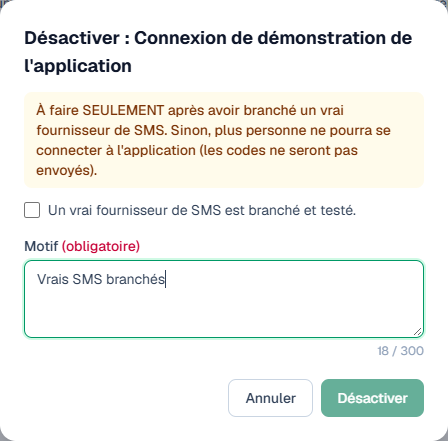 Désactiver : Connexion de démonstration de
l'application
À faire SEULEMENT après avoir branché un vrai
fournisseur de SMS. Sinon, plus personne ne pourra se
connecter à l'application (les codes ne seront pas
envoyés).
Un vrai fournisseur de SMS est branché et testé.
Motif (obligatoire)
Vrais SMS branchés
18 / 300
Annuler
Désactiver